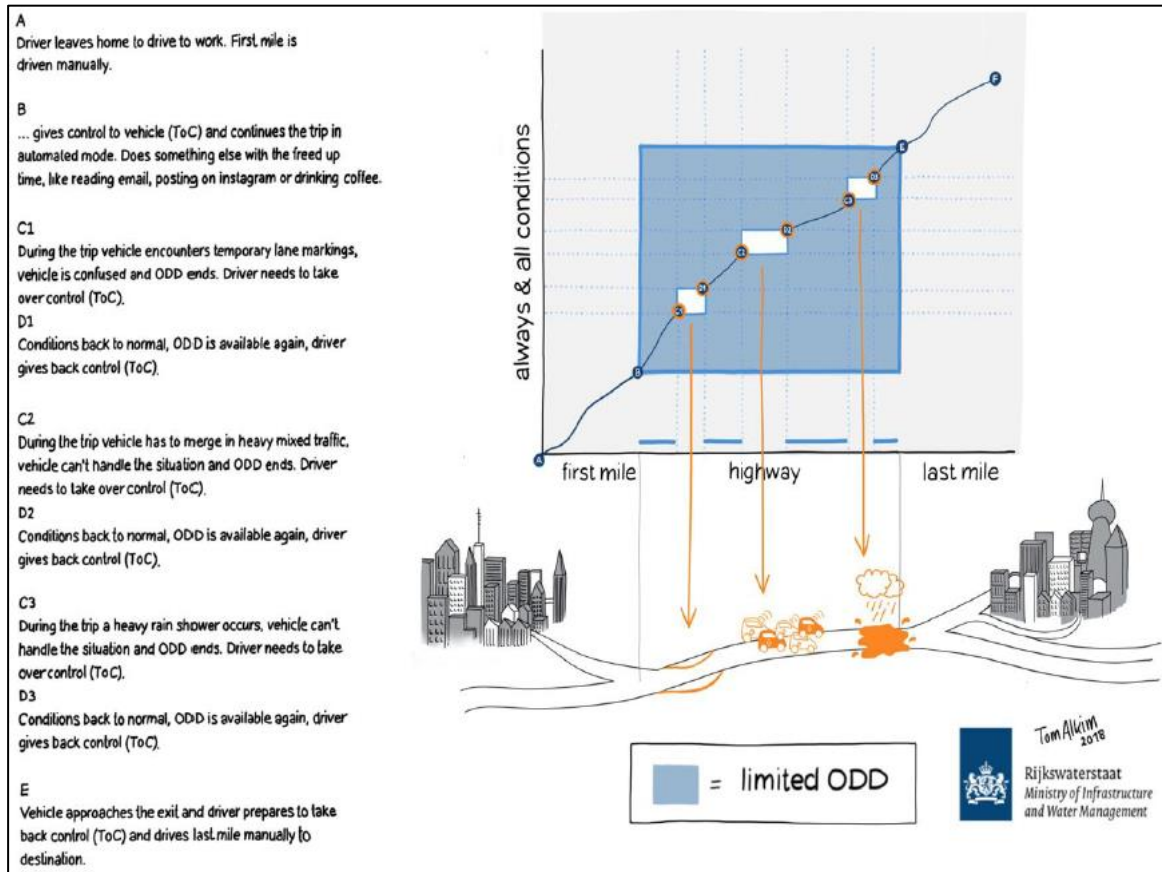 A
Driver leaves home to drive to work. First mile is
driven manually.
B
... gives control to vehicle (ToC) and continues the trip in
automated mode. Does something else with the freed up
time, like reading email, posting on instagram or drinking coffee.
C1
During the trip vehicle encounters temporary lane markings,
vehicle is confused and ODD ends. Driver needs to take
over control (ToC).
D1
Conditions back to normal, ODD is available again, driver
gives back control (ToC).
C2
During the trip vehicle has to merge in heavy mixed traffic,
vehicle can't handle the situation and ODD ends. Driver
needs to take over control (ToC).
D2
Conditions back to normal, ODD is available again, driver
gives back control (ToC).
C3
During the trip a heavy rain shower occurs, vehicle can't
handle the situation and ODD ends. Driver needs to take
over control (ToC).
D3
Conditions back to normal, ODD is available again, driver
gives back control (ToC).
E
Vehicle approaches the exit and driver prepares to take
back control (ToC) and drives last mile manually to
destination.
always & all conditions
F
E
D3
C3
D2
B
A
first mile
highway
last mile
= limited ODD
Tom Alkim
2018
Rijkswaterstaat
Ministry of Infrastructure
and Water Management